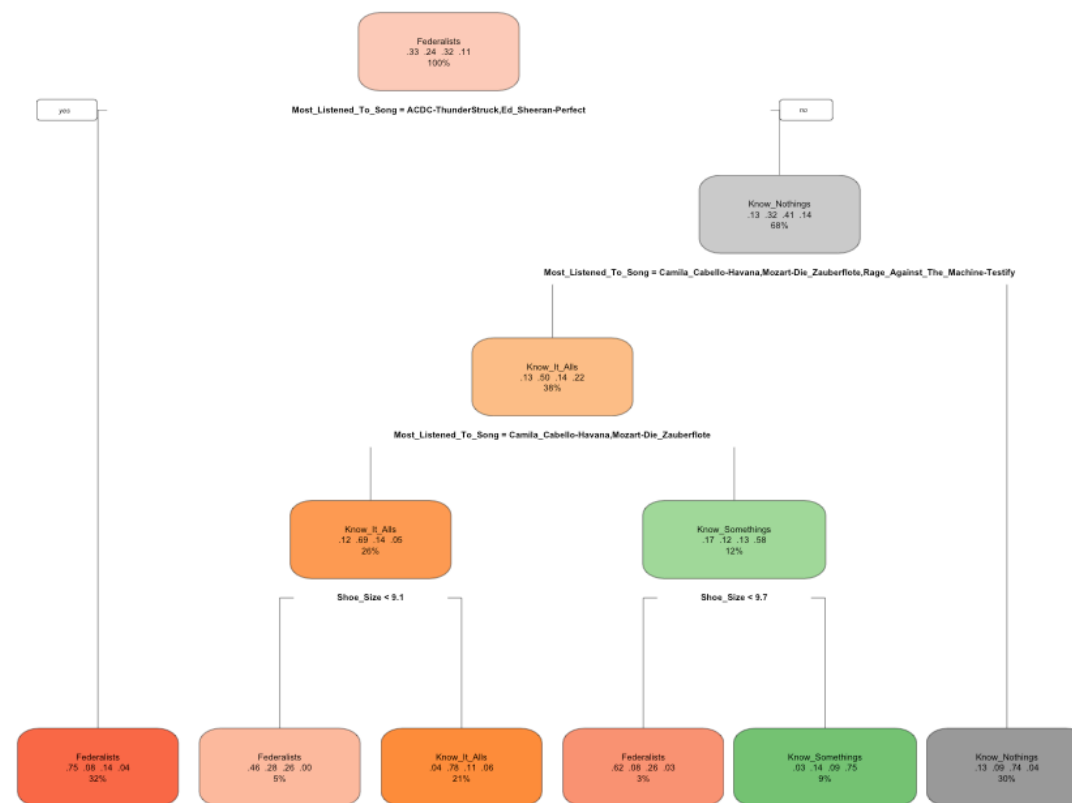 Federalists
.33 .24 .32 .11
100%
yes
Most_Listened_To_Song = ACDC-ThunderStruck,Ed_Sheeran-Perfect
no
Know_Nothings
.13 .32 .41 .14
68%
Most_Listened_To_Song = Camila_Cabello-Havana,Mozart-Die_Zauberflote,Rage_Against_The_Machine-Testify
Know_It_Alls
.13 .50 .14 .22
38%
Most_Listened_To_Song = Camila_Cabello-Havana,Mozart-Die_Zauberflote
Know_It_Alls
.12 .69 .14 .05
26%
Know_Somethings
.17 .12 .13 .58
12%
Shoe_Size < 9.1
Shoe_Size < 9.7
Federalists
.75 .08 .14 .04
32%
Federalists
.46 .28 .26 .00
5%
Know_It_Alls
.04 .78 .11 .06
21%
Federalists
.62 .08 .26 .03
3%
Know_Somethings
.03 .14 .09 .75
9%
Know_Nothings
.13 .09 .74 .04
30%